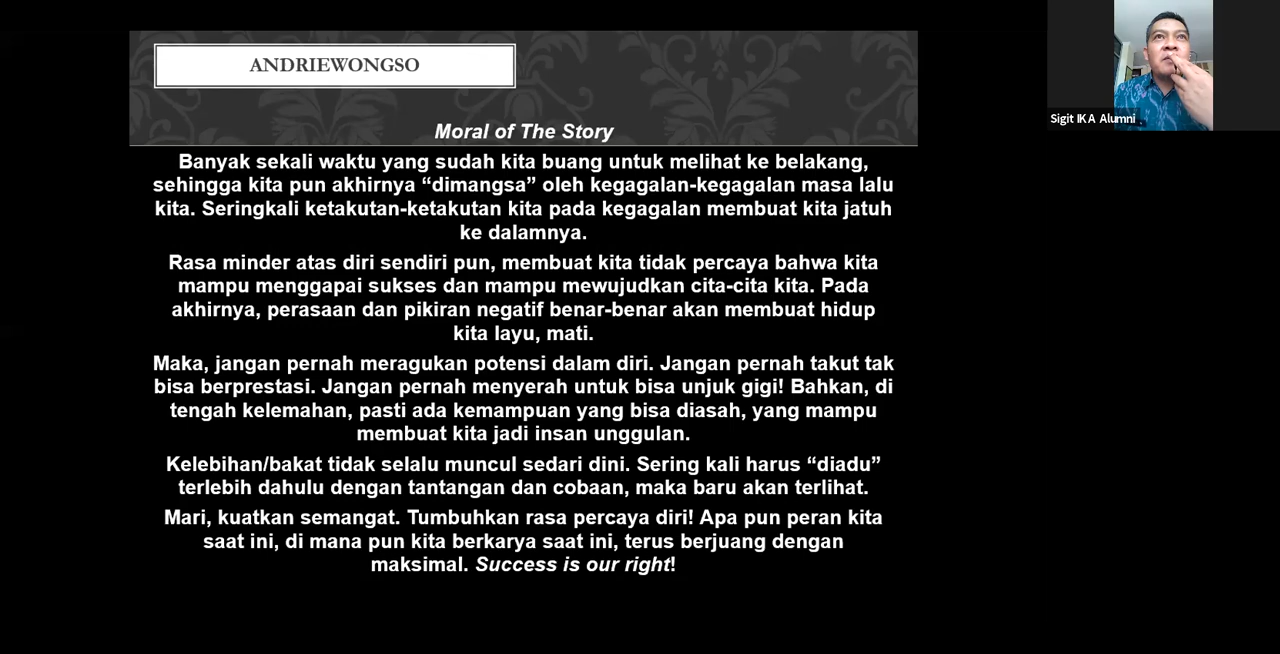 ANDRIEWONGSO
Moral of The Story
Banyak sekali waktu yang sudah kita buang untuk melihat ke belakang,
sehingga kita pun akhirnya “dimangsa” oleh kegagalan-kegagalan masa lalu
kita. Seringkali ketakutan-ketakutan kita pada kegagalan membuat kita jatuh
ke dalamnya.
Rasa minder atas diri sendiri pun, membuat kita tidak percaya bahwa kita
mampu menggapai sukses dan mampu mewujudkan cita-cita kita. Pada
akhirnya, perasaan dan pikiran negatif benar-benar akan membuat hidup
kita layu, mati.
Maka, jangan pernah meragukan potensi dalam diri. Jangan pernah takut tak
bisa berprestasi. Jangan pernah menyerah untuk bisa unjuk gigi! Bahkan, di
tengah kelemahan, pasti ada kemampuan yang bisa diasah, yang mampu
membuat kita jadi insan unggulan.
Kelebihan/bakat tidak selalu muncul sedari dini. Sering kali harus “diadu”
terlebih dahulu dengan tantangan dan cobaan, maka baru akan terlihat.
Mari, kuatkan semangat. Tumbuhkan rasa percaya diri! Apa pun peran kita
saat ini, di mana pun kita berkarya saat ini, terus berjuang dengan
maksimal. Success is our right!
Sigit IKA Alumni